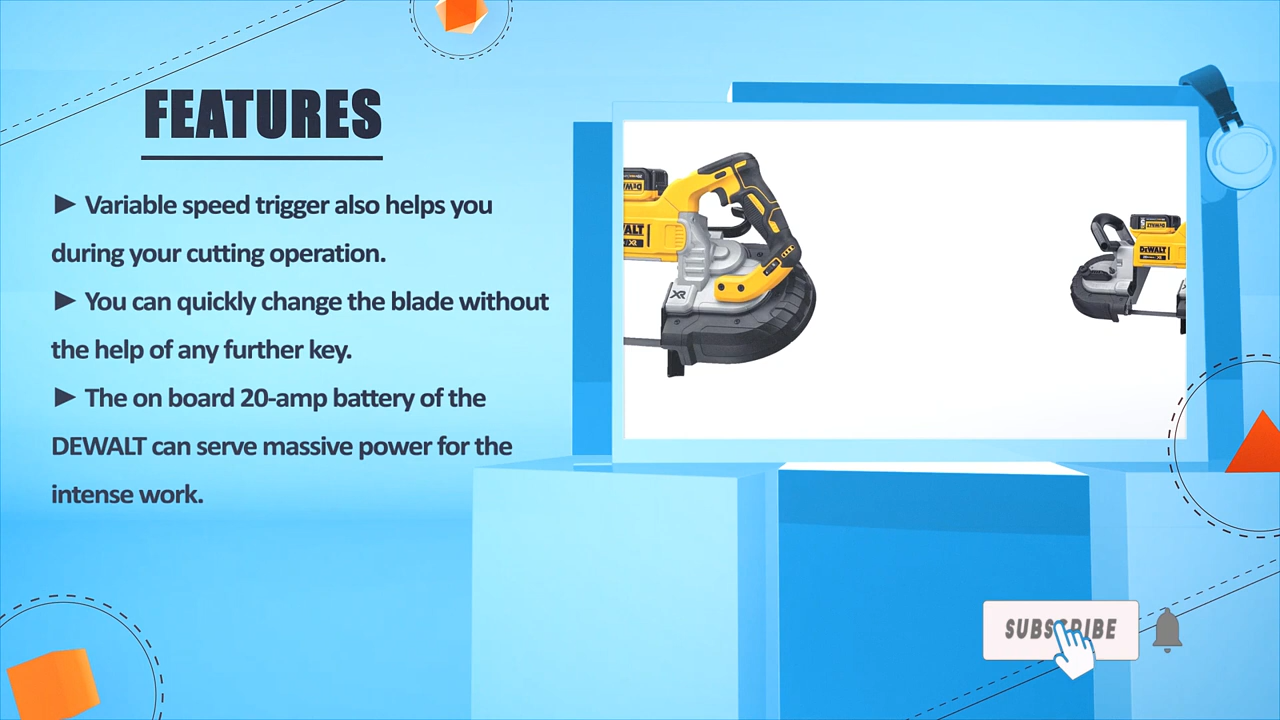 FEATURES
► Variable speed trigger also helps you
during your cutting operation.
► You can quickly change the blade without
the help of any further key.
► The on board 20-amp battery of the
DEWALT can serve massive power for the
intense work.
XR
DEWALT
SUBSCRIBE